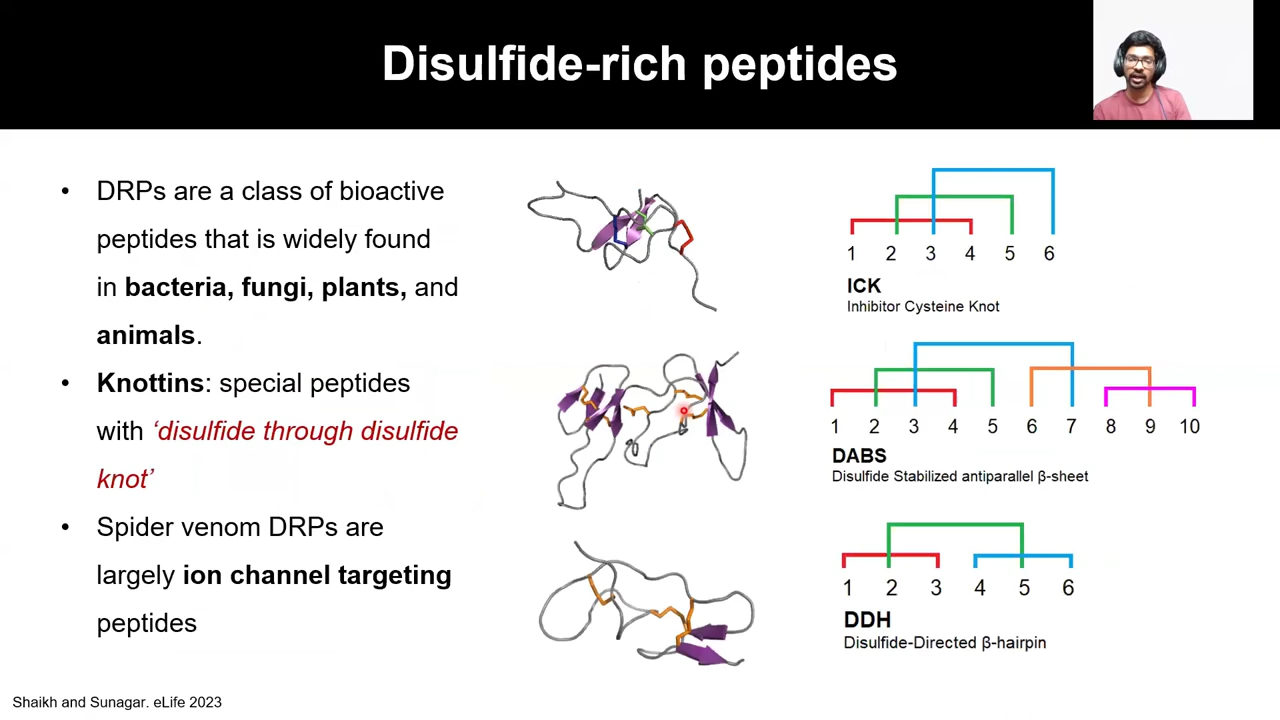 Disulfide-rich peptides
• DRPs are a class of bioactive
peptides that is widely found
in bacteria, fungi, plants, and
animals.
• Knottins: special peptides
with ‘disulfide through disulfide
knot’
• Spider venom DRPs are
largely ion channel targeting
peptides
1 2 3 4 5 6
ICK
Inhibitor Cysteine Knot
1 2 3 4 5 6 7 8 9 10
DABS
Disulfide Stabilized antiparallel β-sheet
1 2 3 4 5 6
DDH
Disulfide-Directed β-hairpin
Shaikh and Sunagar. eLife 2023